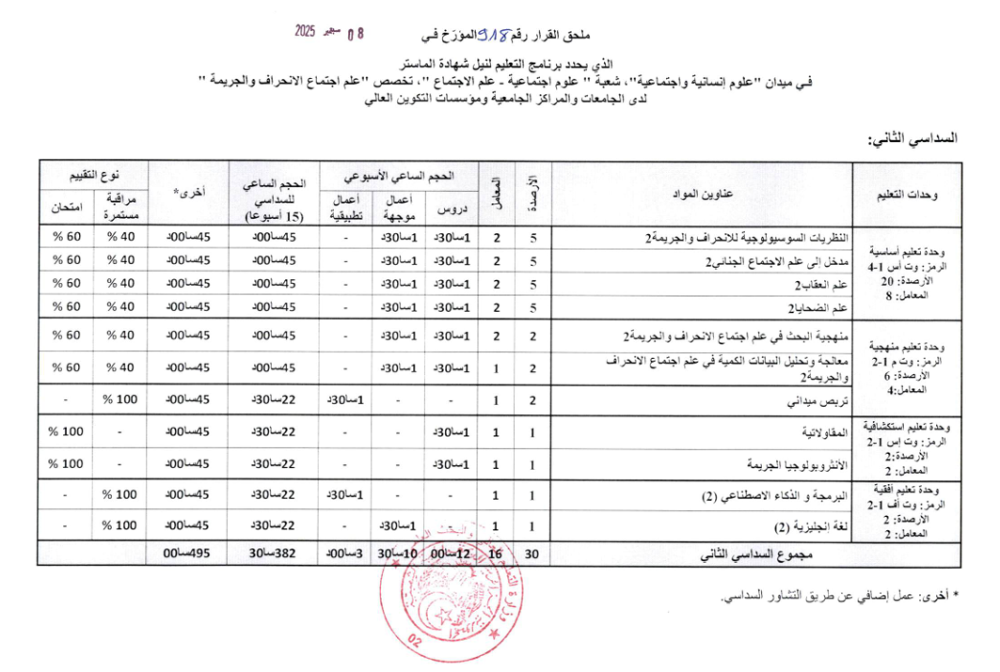 ملحق القرار رقم 918 المؤرّخ في 08 سبتمبر 2025
الذي يحدد برنامج التعليم لنيل شهادة الماستر
في ميدان "علوم إنسانية واجتماعية"، شعبة " علوم اجتماعية - علم الاجتماع "، تخصص "علم اجتماع الانحراف والجريمة "
لدى الجامعات والمراكز الجامعية ومؤسسات التكوين العالي
السداسي الثاني:
وحدات التعليم | عناوين المواد | الأرصدة | المعامل | الحجم الساعي الأسبوعي | الحجم الساعي للسداسي (15 أسبوعا) | أخرى* | نوع التقييم
دروس | أعمال موجهة | أعمال تطبيقية | مراقبة مستمرة | امتحان
وحدة تعليم أساسية
الرمز: وت أس 1-4
الأرصدة: 20
المعامل: 8
النظريات السوسيولوجية للانحراف والجريمة2 | 5 | 2 | 1سا30د | 1سا30د | - | 45سا00د | 45سا00د | 40 % | 60 %
مدخل إلى علم الاجتماع الجنائي2 | 5 | 2 | 1سا30د | 1سا30د | - | 45سا00د | 45سا00د | 40 % | 60 %
علم العقاب2 | 5 | 2 | 1سا30د | 1سا30د | - | 45سا00د | 45سا00د | 40 % | 60 %
علم الضحايا2 | 5 | 2 | 1سا30د | 1سا30د | - | 45سا00د | 45سا00د | 40 % | 60 %
وحدة تعليم منهجية
الرمز: وت م 1-2
الأرصدة: 6
المعامل:4
منهجية البحث في علم اجتماع الانحراف والجريمة2 | 2 | 2 | 1سا30د | 1سا30د | - | 45سا00د | 45سا00د | 40 % | 60 %
معالجة وتحليل البيانات الكمية في علم اجتماع الانحراف والجريمة2 | 2 | 1 | 1سا30د | 1سا30د | - | 45سا00د | 45سا00د | 40 % | 60 %
تربص ميداني | 2 | 1 | - | - | 1سا30د | 22سا30د | 45سا00د | 100 % | -
وحدة تعليم استكشافية
الرمز: وت إس 1-2
الأرصدة:2
المعامل: 2
المقاولاتية | 1 | 1 | 1سا30د | - | - | 22سا30د | 45سا00د | - | 100 %
الأنثروبولوجيا الجريمة | 1 | 1 | 1سا30د | - | - | 22سا30د | 45سا00د | - | 100 %
وحدة تعليم أفقية
الرمز: وت أف 1-2
الأرصدة: 2
المعامل: 2
البرمجة و الذكاء الاصطناعي (2) | 1 | 1 | - | - | 1سا30د | 22سا30د | 45سا00د | 100 % | -
لغة إنجليزية (2) | 1 | 1 | - | 1سا30د | - | 22سا30د | 45سا00د | 100 % | -
مجموع السداسي الثاني | 30 | 16 | 12سا00 | 10سا30 | 3سا00د | 382سا30 | 495سا00
* أخرى: عمل إضافي عن طريق التشاور السداسي.
02